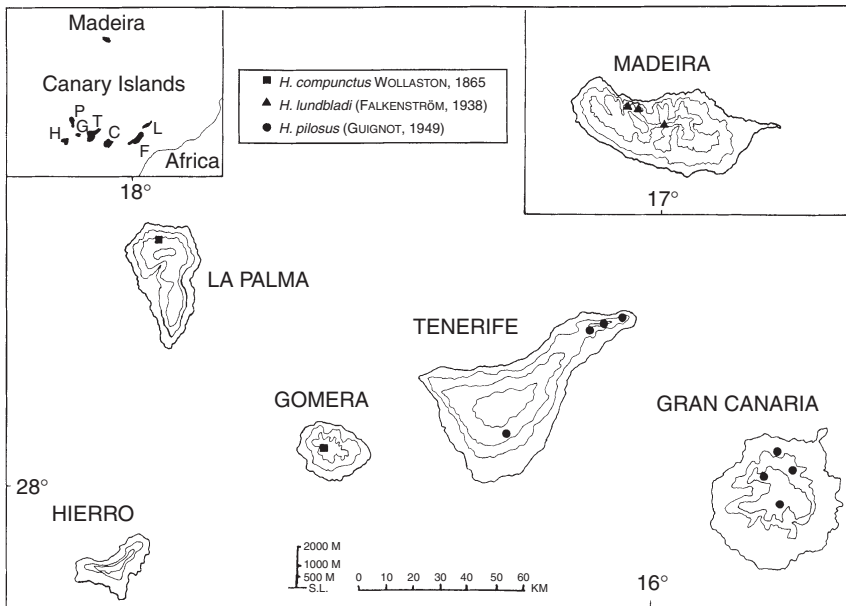 Madeira
Canary Islands
P
T
G
H
C
L
F
Africa
18°
■ H. compunctus WOLLASTON, 1865
▲ H. lundbladi (FALKENSTRÖM, 1938)
● H. pilosus (GUIGNOT, 1949)
MADEIRA
17°
LA PALMA
TENERIFE
GOMERA
GRAN CANARIA
28°
HIERRO
2000 M
1000 M
500 M
S.L.
0 10 20 30 40 50 60
KM
16°